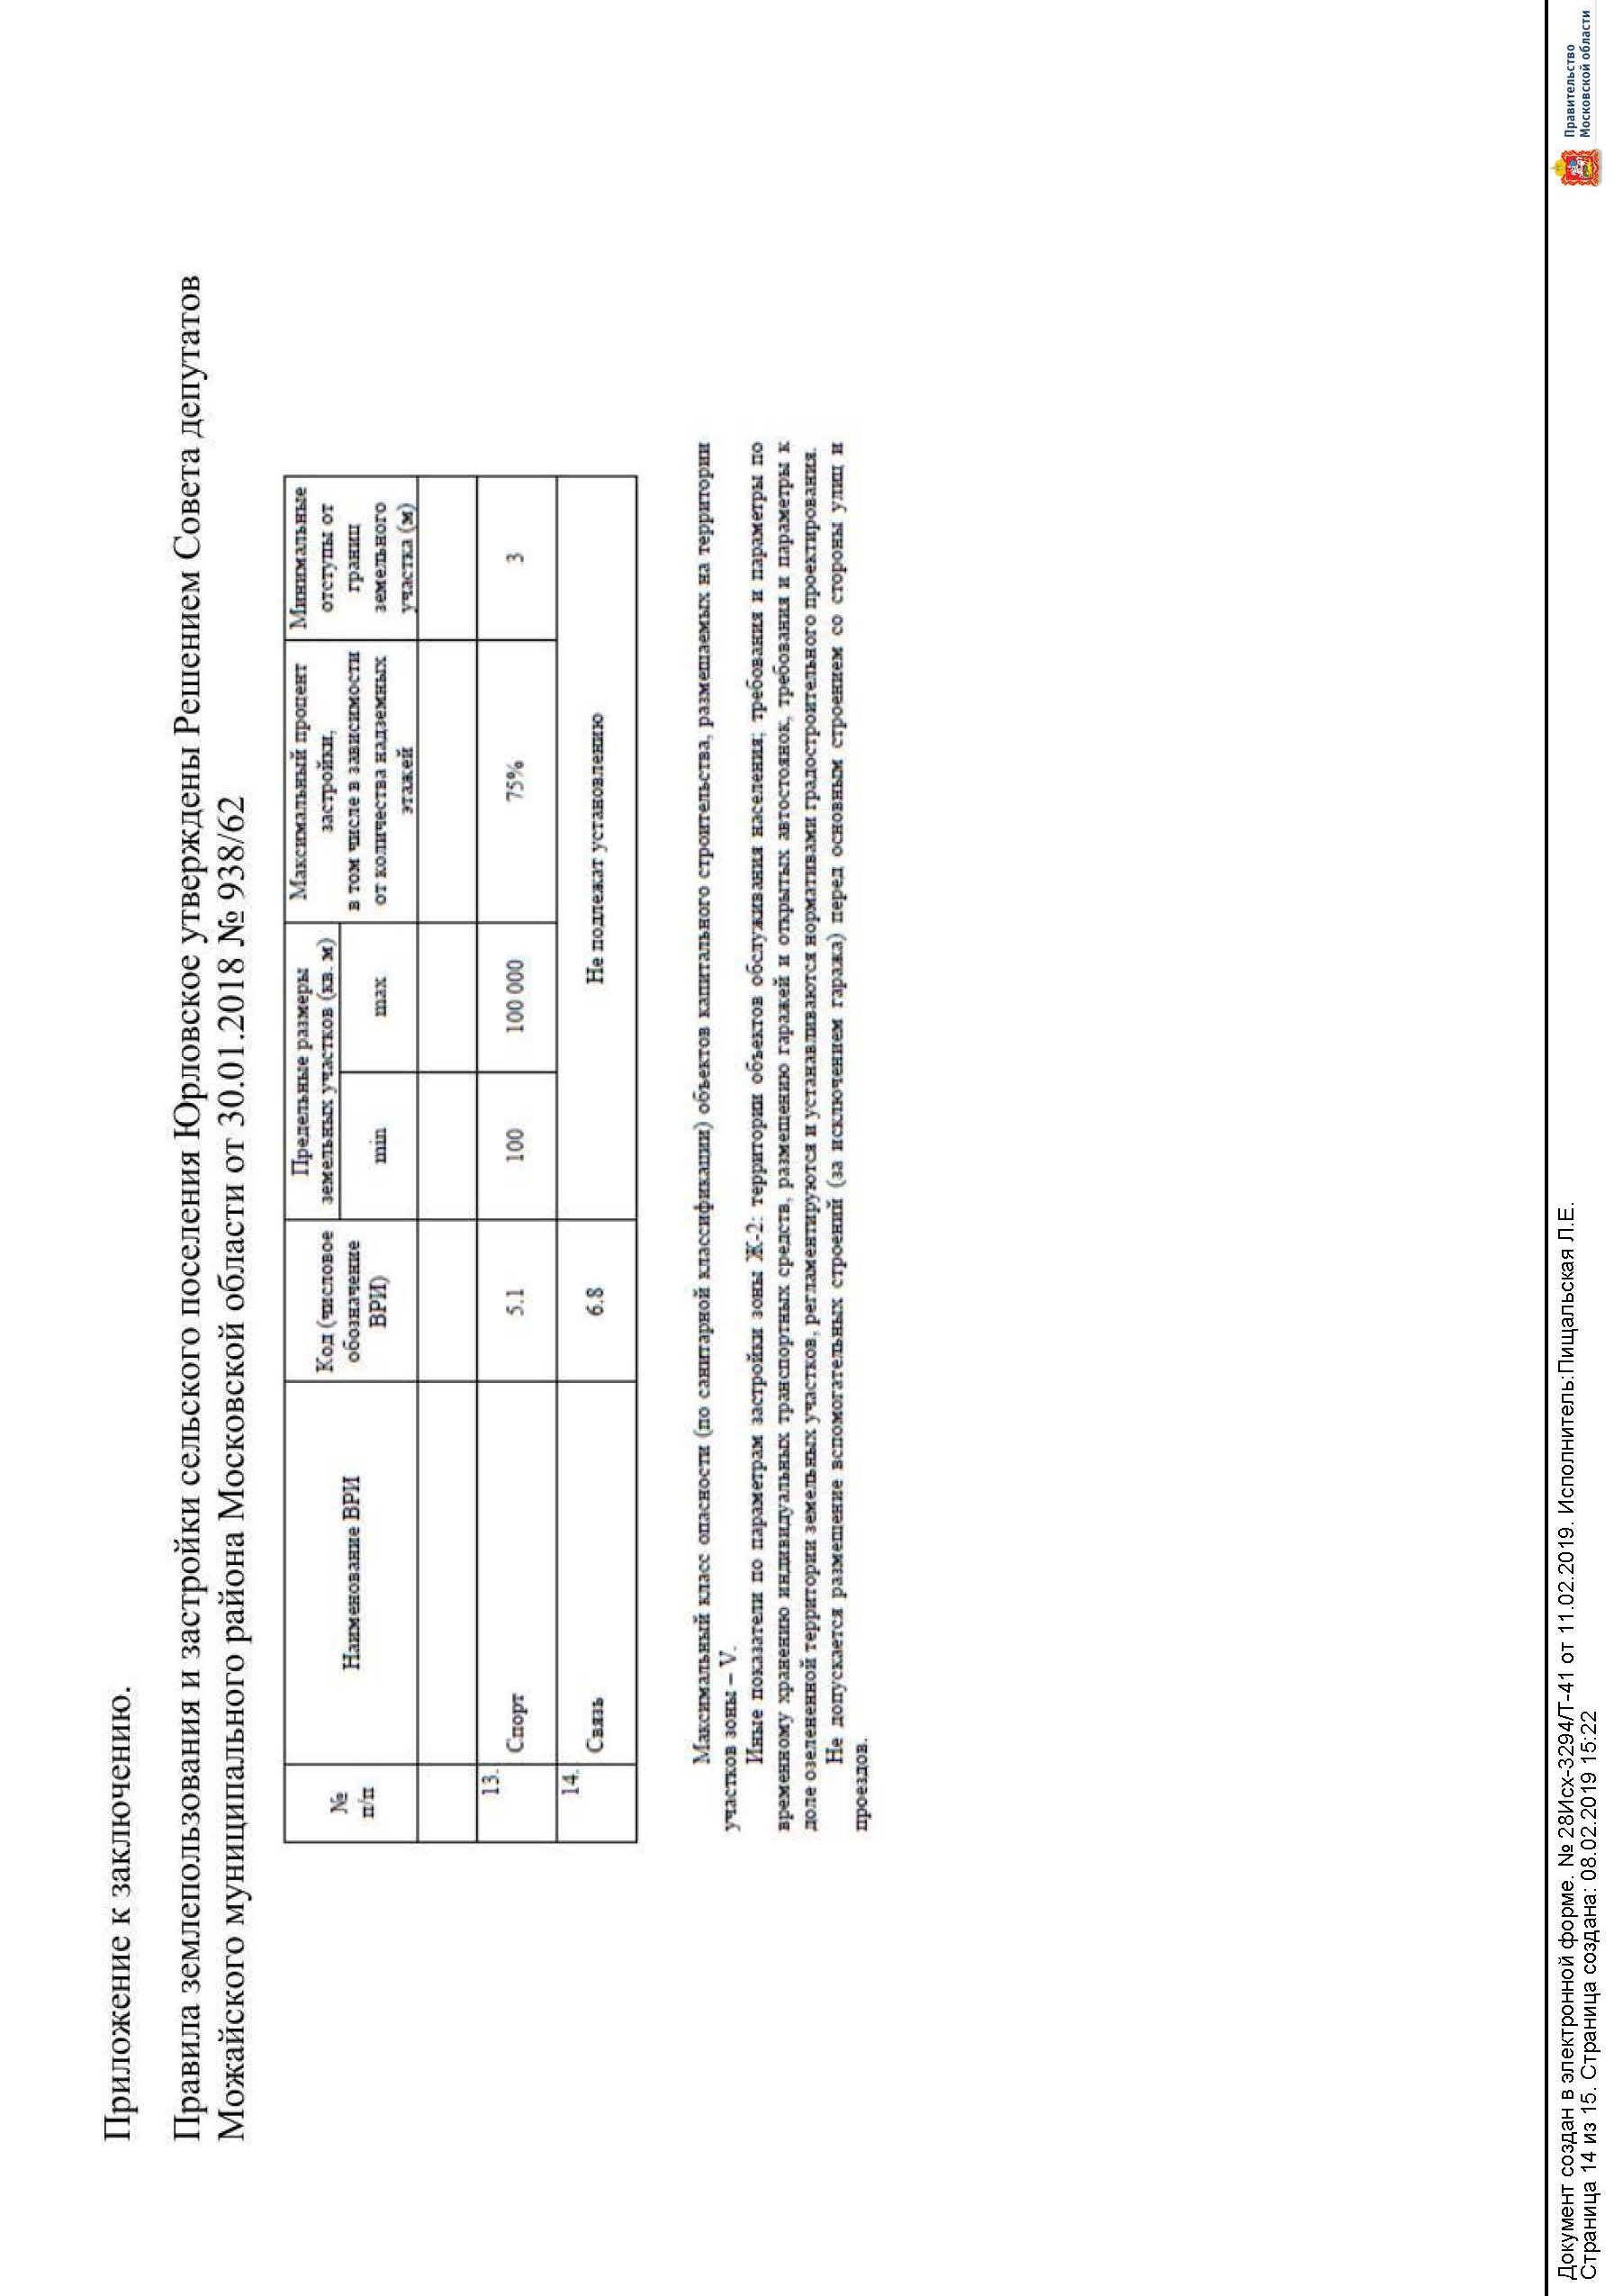 Приложение к заключению.
Правила землепользования и застройки сельского поселения Юрловское утверждены Решением Совета депутатов
Можайского муниципального района Московской области от 30.01.2018 № 938/62
№
п/п
Наименование ВРИ
Код (числовое
обозначение
ВРИ)
Предельные размеры
земельных участков (кв. м)
min
max
Максимальный процент
застройки,
в том числе в зависимости
от количества надземных
этажей
Минимальные
отступы от
границ
земельного
участка (м)
13. Спорт 5.1 100 100 000 75% 3
14. Связь 6.8 Не подлежат установлению
Максимальный класс опасности (по санитарной классификации) объектов капитального строительства, размещаемых на территории
участков зоны – V.
Иные показатели по параметрам застройки зоны Ж-2: территории объектов обслуживания населения; требования и параметры по
временному хранению индивидуальных транспортных средств, размещению гаражей и открытых автостоянок, требования и параметры к
доле озелененной территории земельных участков, регламентируются и устанавливаются нормативами градостроительного проектирования.
Не допускается размещение вспомогательных строений (за исключением гаража) перед основным строением со стороны улиц и
проездов.
Документ создан в электронной форме. № 28Исх-3294/Т-41 от 11.02.2019. Исполнитель:Пищальская Л.Е.
Страница 14 из 15. Страница создана: 08.02.2019 15:22
Правительство
Московской области